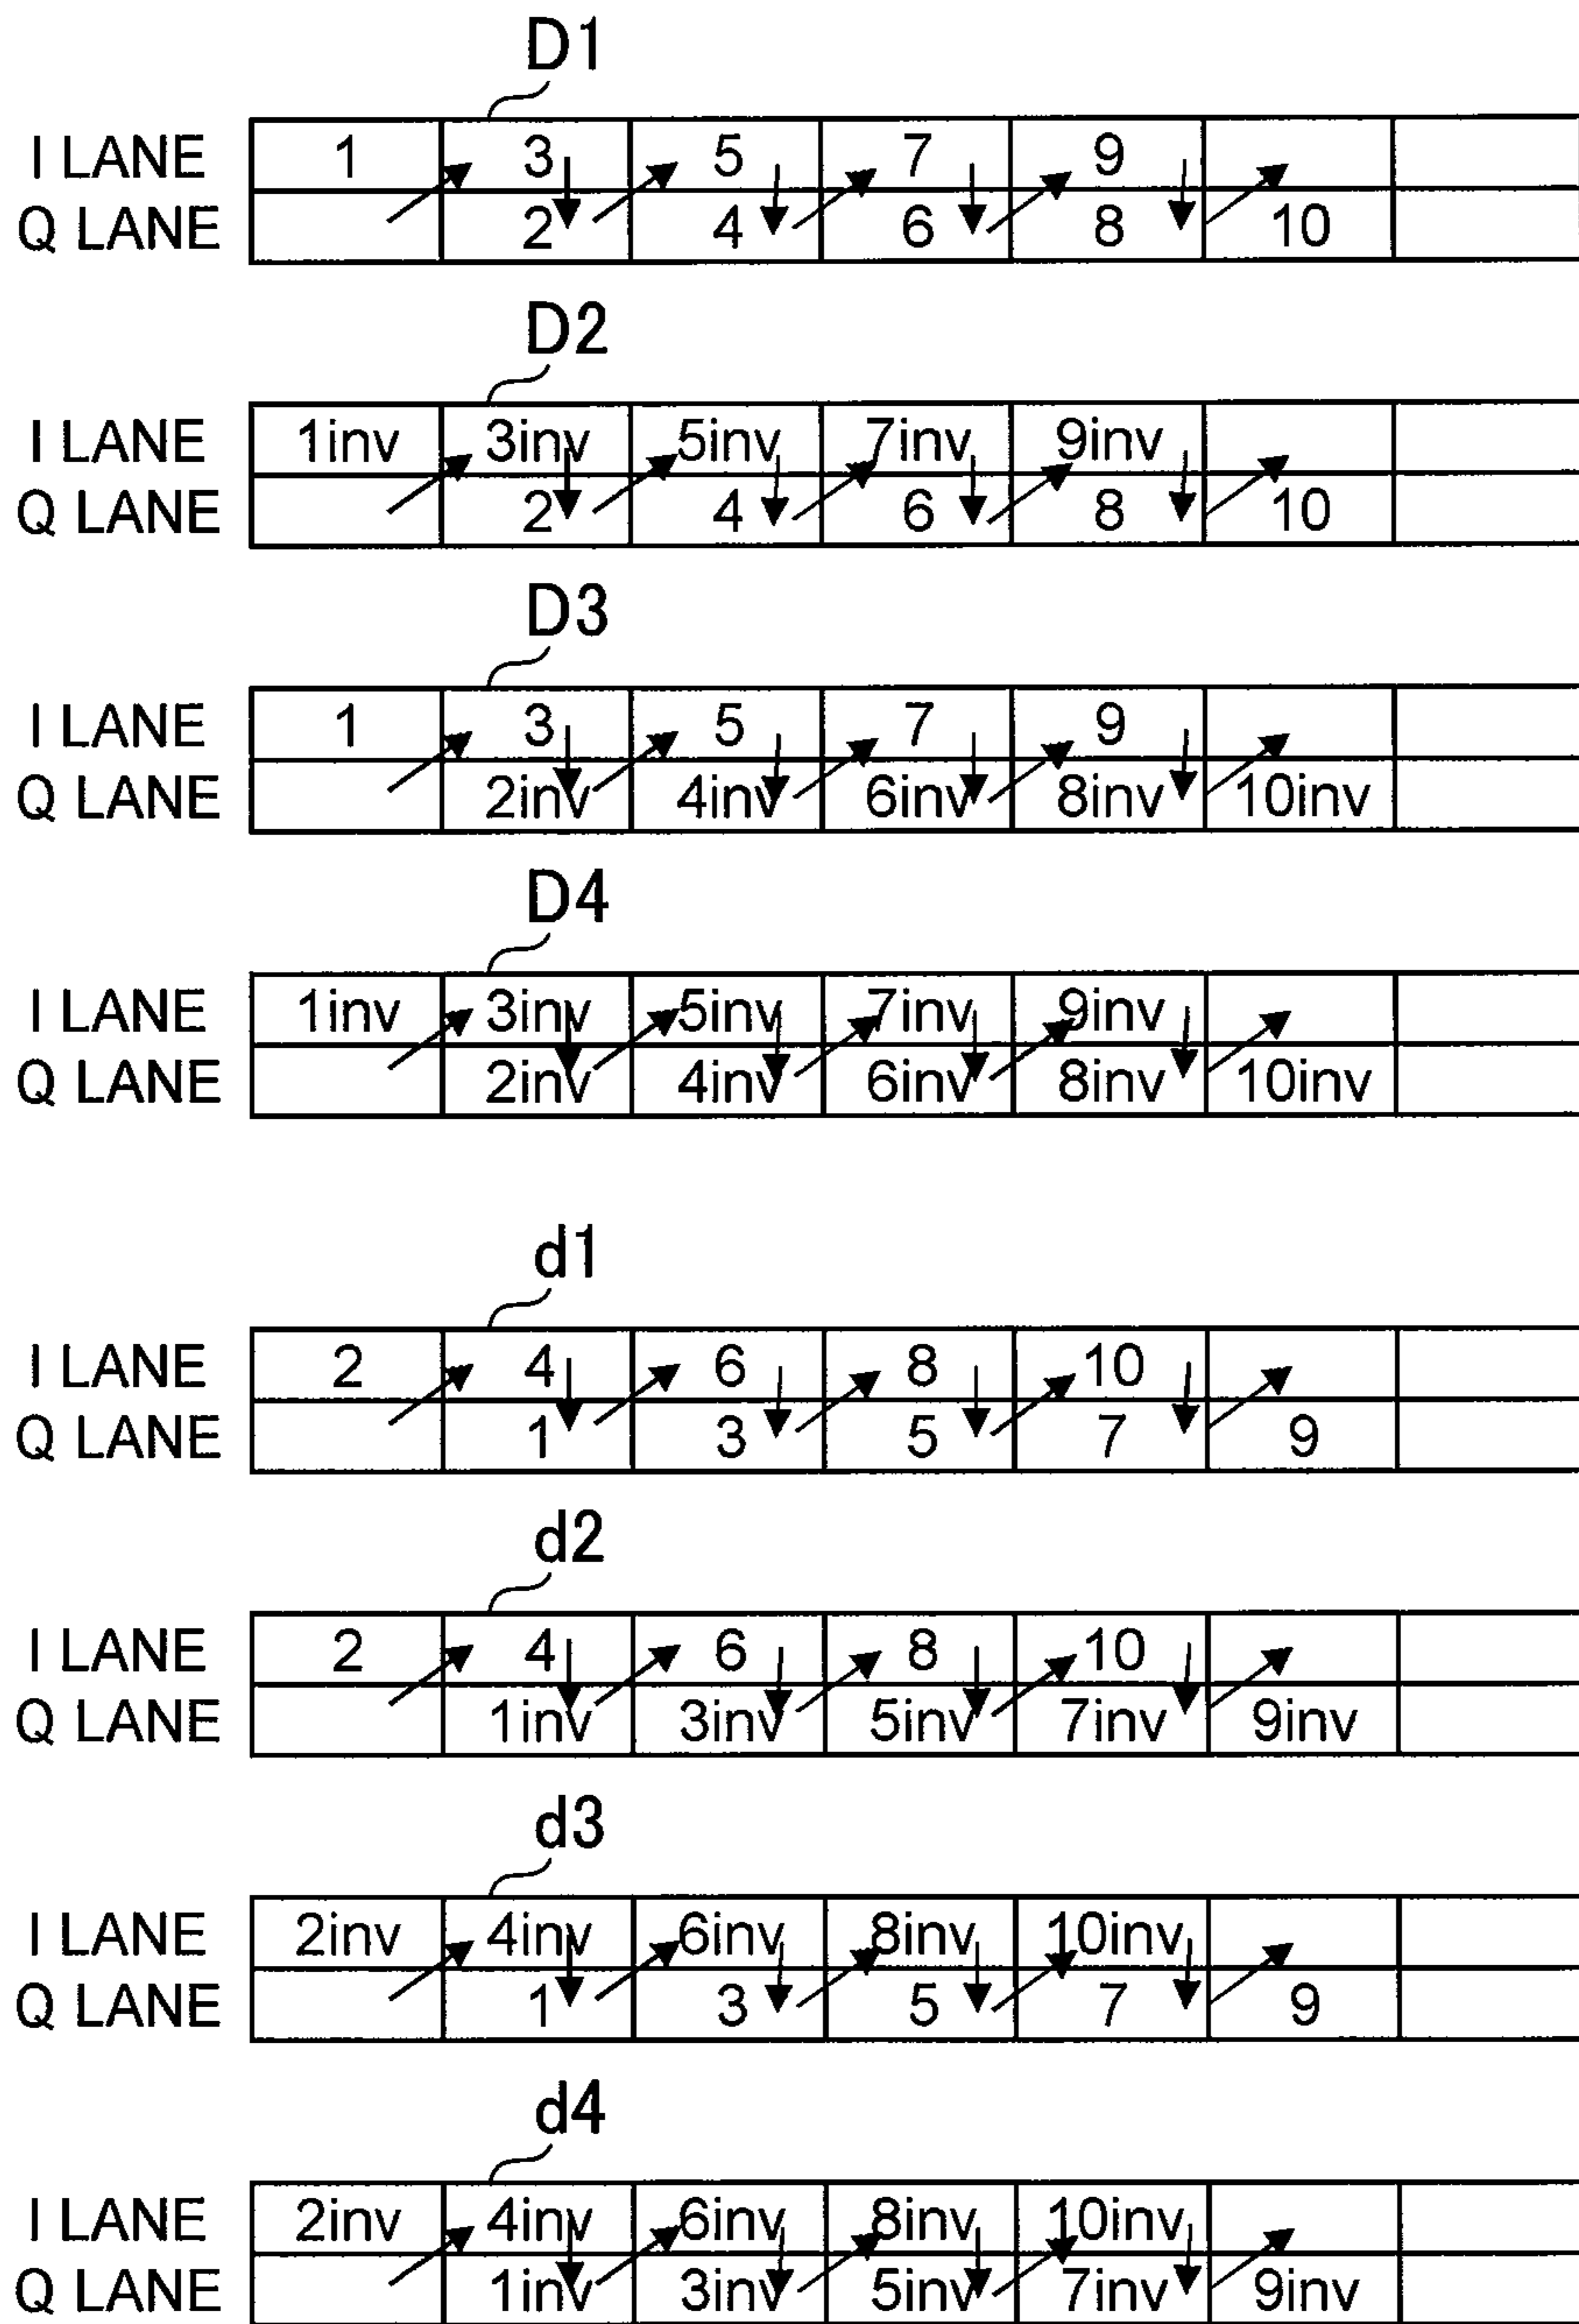 D1
I LANE 1 3 5 7 9
Q LANE 2 4 6 8 10
D2
I LANE 1inv 3inv 5inv 7inv 9inv
Q LANE 2 4 6 8 10
D3
I LANE 1 3 5 7 9
Q LANE 2inv 4inv 6inv 8inv 10inv
D4
I LANE 1inv 3inv 5inv 7inv 9inv
Q LANE 2inv 4inv 6inv 8inv 10inv
d1
I LANE 2 4 6 8 10
Q LANE 1 3 5 7 9
d2
I LANE 2 4 6 8 10
Q LANE 1inv 3inv 5inv 7inv 9inv
d3
I LANE 2inv 4inv 6inv 8inv 10inv
Q LANE 1 3 5 7 9
d4
I LANE 2inv 4inv 6inv 8inv 10inv
Q LANE 1inv 3inv 5inv 7inv 9inv